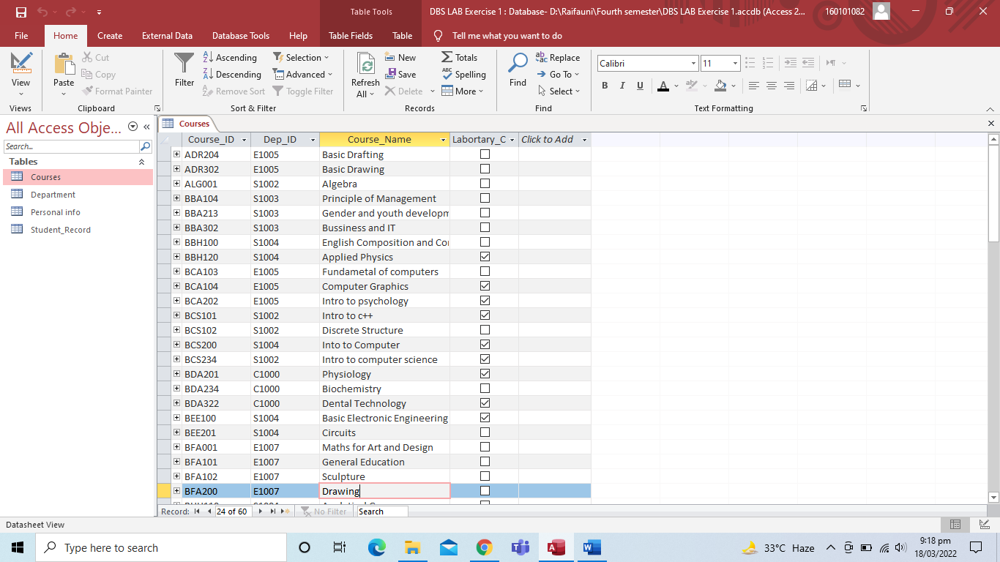 Table Tools
DBS LAB Exercise 1 : Database- D:\Raifauni\Fourth semester\DBS LAB Exercise 1.accdb (Access 2...
160101082
File Home Create External Data Database Tools Help Table Fields Table Tell me what you want to do
View
Views
Paste
Cut
Copy
Format Painter
Clipboard
Filter
Ascending
Descending
Remove Sort
Selection
Advanced
Toggle Filter
Sort & Filter
Refresh
All
New
Save
Delete
Totals
Spelling
More
Records
Find
Replace
Go To
Select
Find
Calibri 11
B I U A
Text Formatting
All Access Obje...
Search...
Tables
Courses
Department
Personal info
Student_Record
Courses
Course_ID Dep_ID Course_Name Labortary_C Click to Add
ADR204 E1005 Basic Drafting
ADR302 E1005 Basic Drawing
ALG001 S1002 Algebra
BBA104 S1003 Principle of Management
BBA213 S1003 Gender and youth developm
BBA302 S1003 Bussiness and IT
BBH100 S1004 English Composition and Co
BBH120 S1004 Applied Physics
BCA103 E1005 Fundametal of computers
BCA104 E1005 Computer Graphics
BCA202 E1005 Intro to psychology
BCS101 S1002 Intro to c++
BCS102 S1002 Discrete Structure
BCS200 S1004 Into to Computer
BCS234 S1002 Intro to computer science
BDA201 C1000 Physiology
BDA234 C1000 Biochemistry
BDA322 C1000 Dental Technology
BEE100 S1004 Basic Electronic Engineering
BEE201 S1004 Circuits
BFA001 E1007 Maths for Art and Design
BFA101 E1007 General Education
BFA102 E1007 Sculpture
BFA200 E1007 Drawing
Record: 24 of 60 No Filter Search
Datasheet View
Type here to search
33°C Haze
9:18 pm
18/03/2022